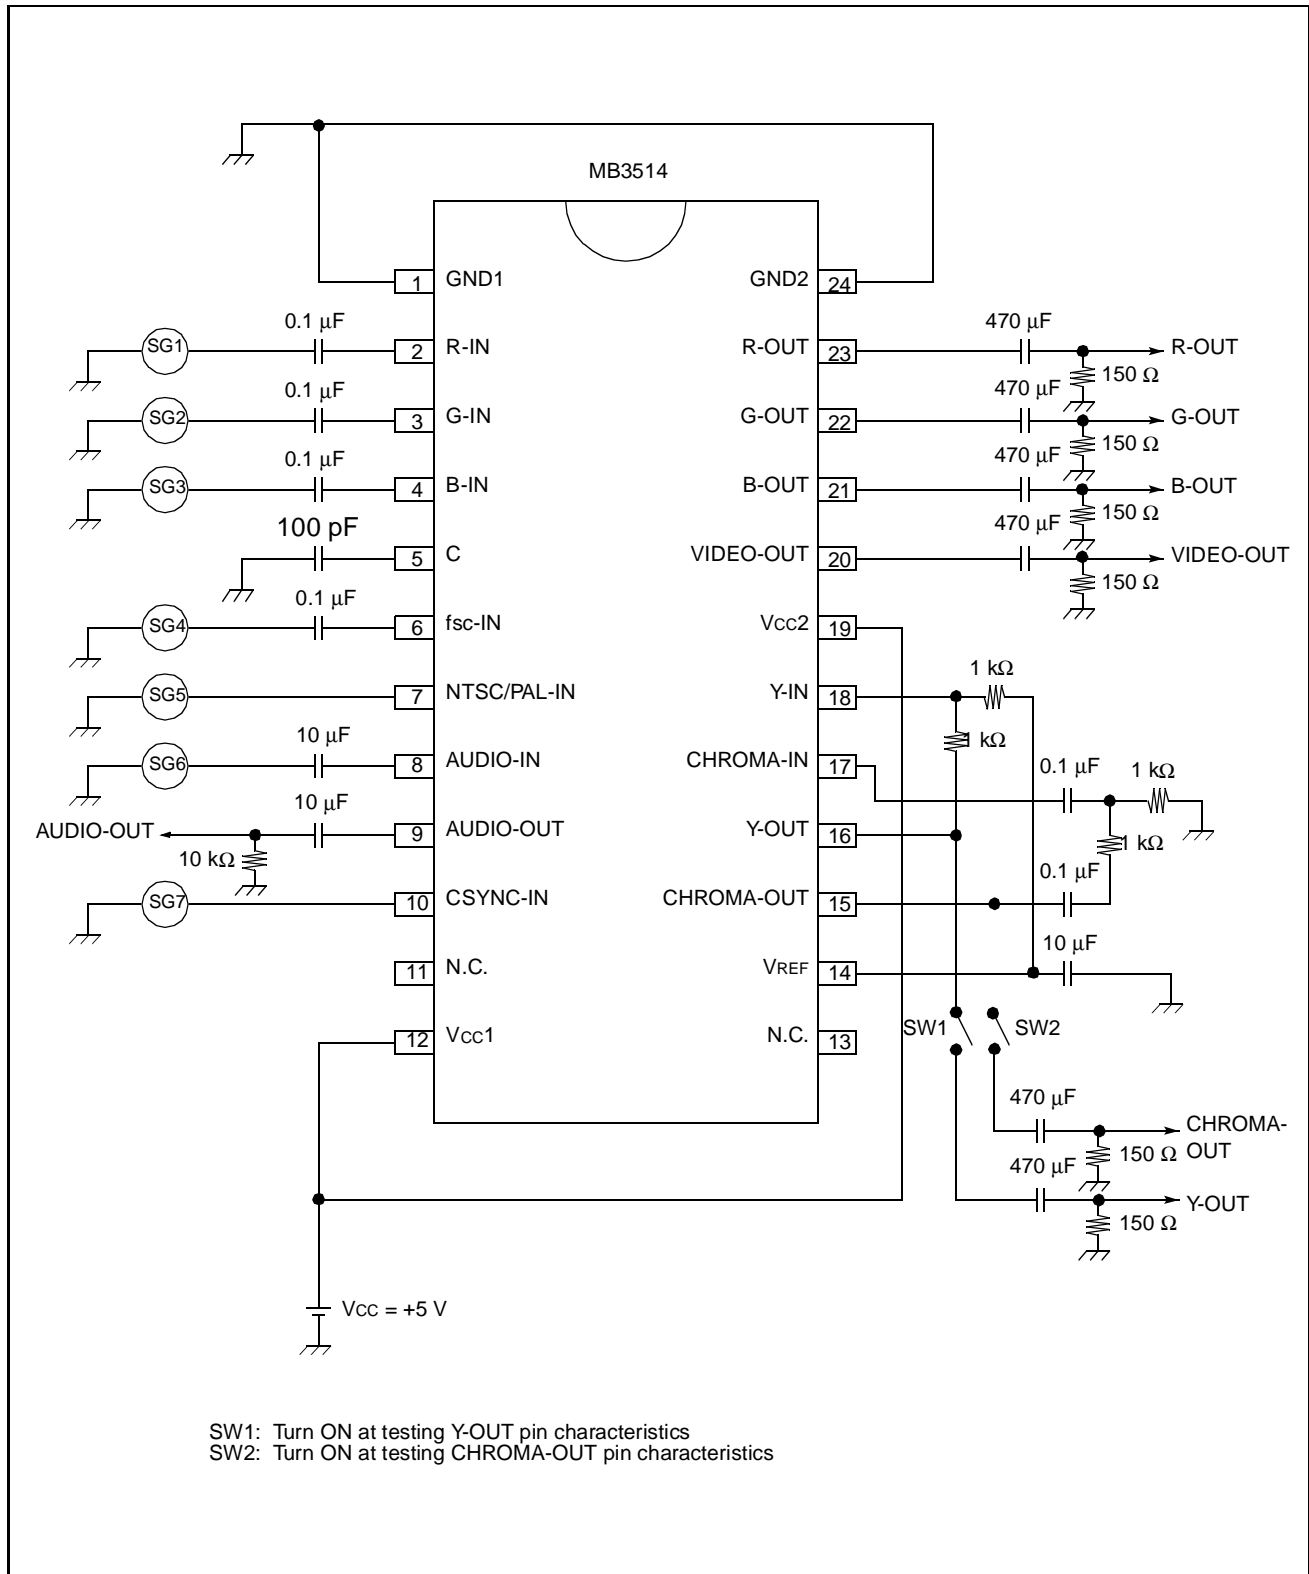 MB3514
1 GND1 GND2 24
SG1 0.1 μF 2 R-IN R-OUT 23 470 μF R-OUT
150 Ω
SG2 0.1 μF 3 G-IN G-OUT 22 470 μF G-OUT
150 Ω
SG3 0.1 μF 4 B-IN B-OUT 21 470 μF B-OUT
150 Ω
100 pF 5 C VIDEO-OUT 20 470 μF VIDEO-OUT
150 Ω
SG4 0.1 μF 6 fsc-IN VCC2 19
SG5 7 NTSC/PAL-IN Y-IN 18 1 kΩ
1 kΩ
SG6 10 μF 8 AUDIO-IN CHROMA-IN 17 0.1 μF 1 kΩ
AUDIO-OUT 10 μF 9 AUDIO-OUT Y-OUT 16 1 kΩ
10 kΩ
SG7 10 CSYNC-IN CHROMA-OUT 15 0.1 μF
11 N.C. VREF 14 10 μF
12 VCC1 N.C. 13 SW1 SW2
470 μF CHROMA-
OUT
150 Ω
470 μF Y-OUT
150 Ω
VCC = +5 V
SW1: Turn ON at testing Y-OUT pin characteristics
SW2: Turn ON at testing CHROMA-OUT pin characteristics